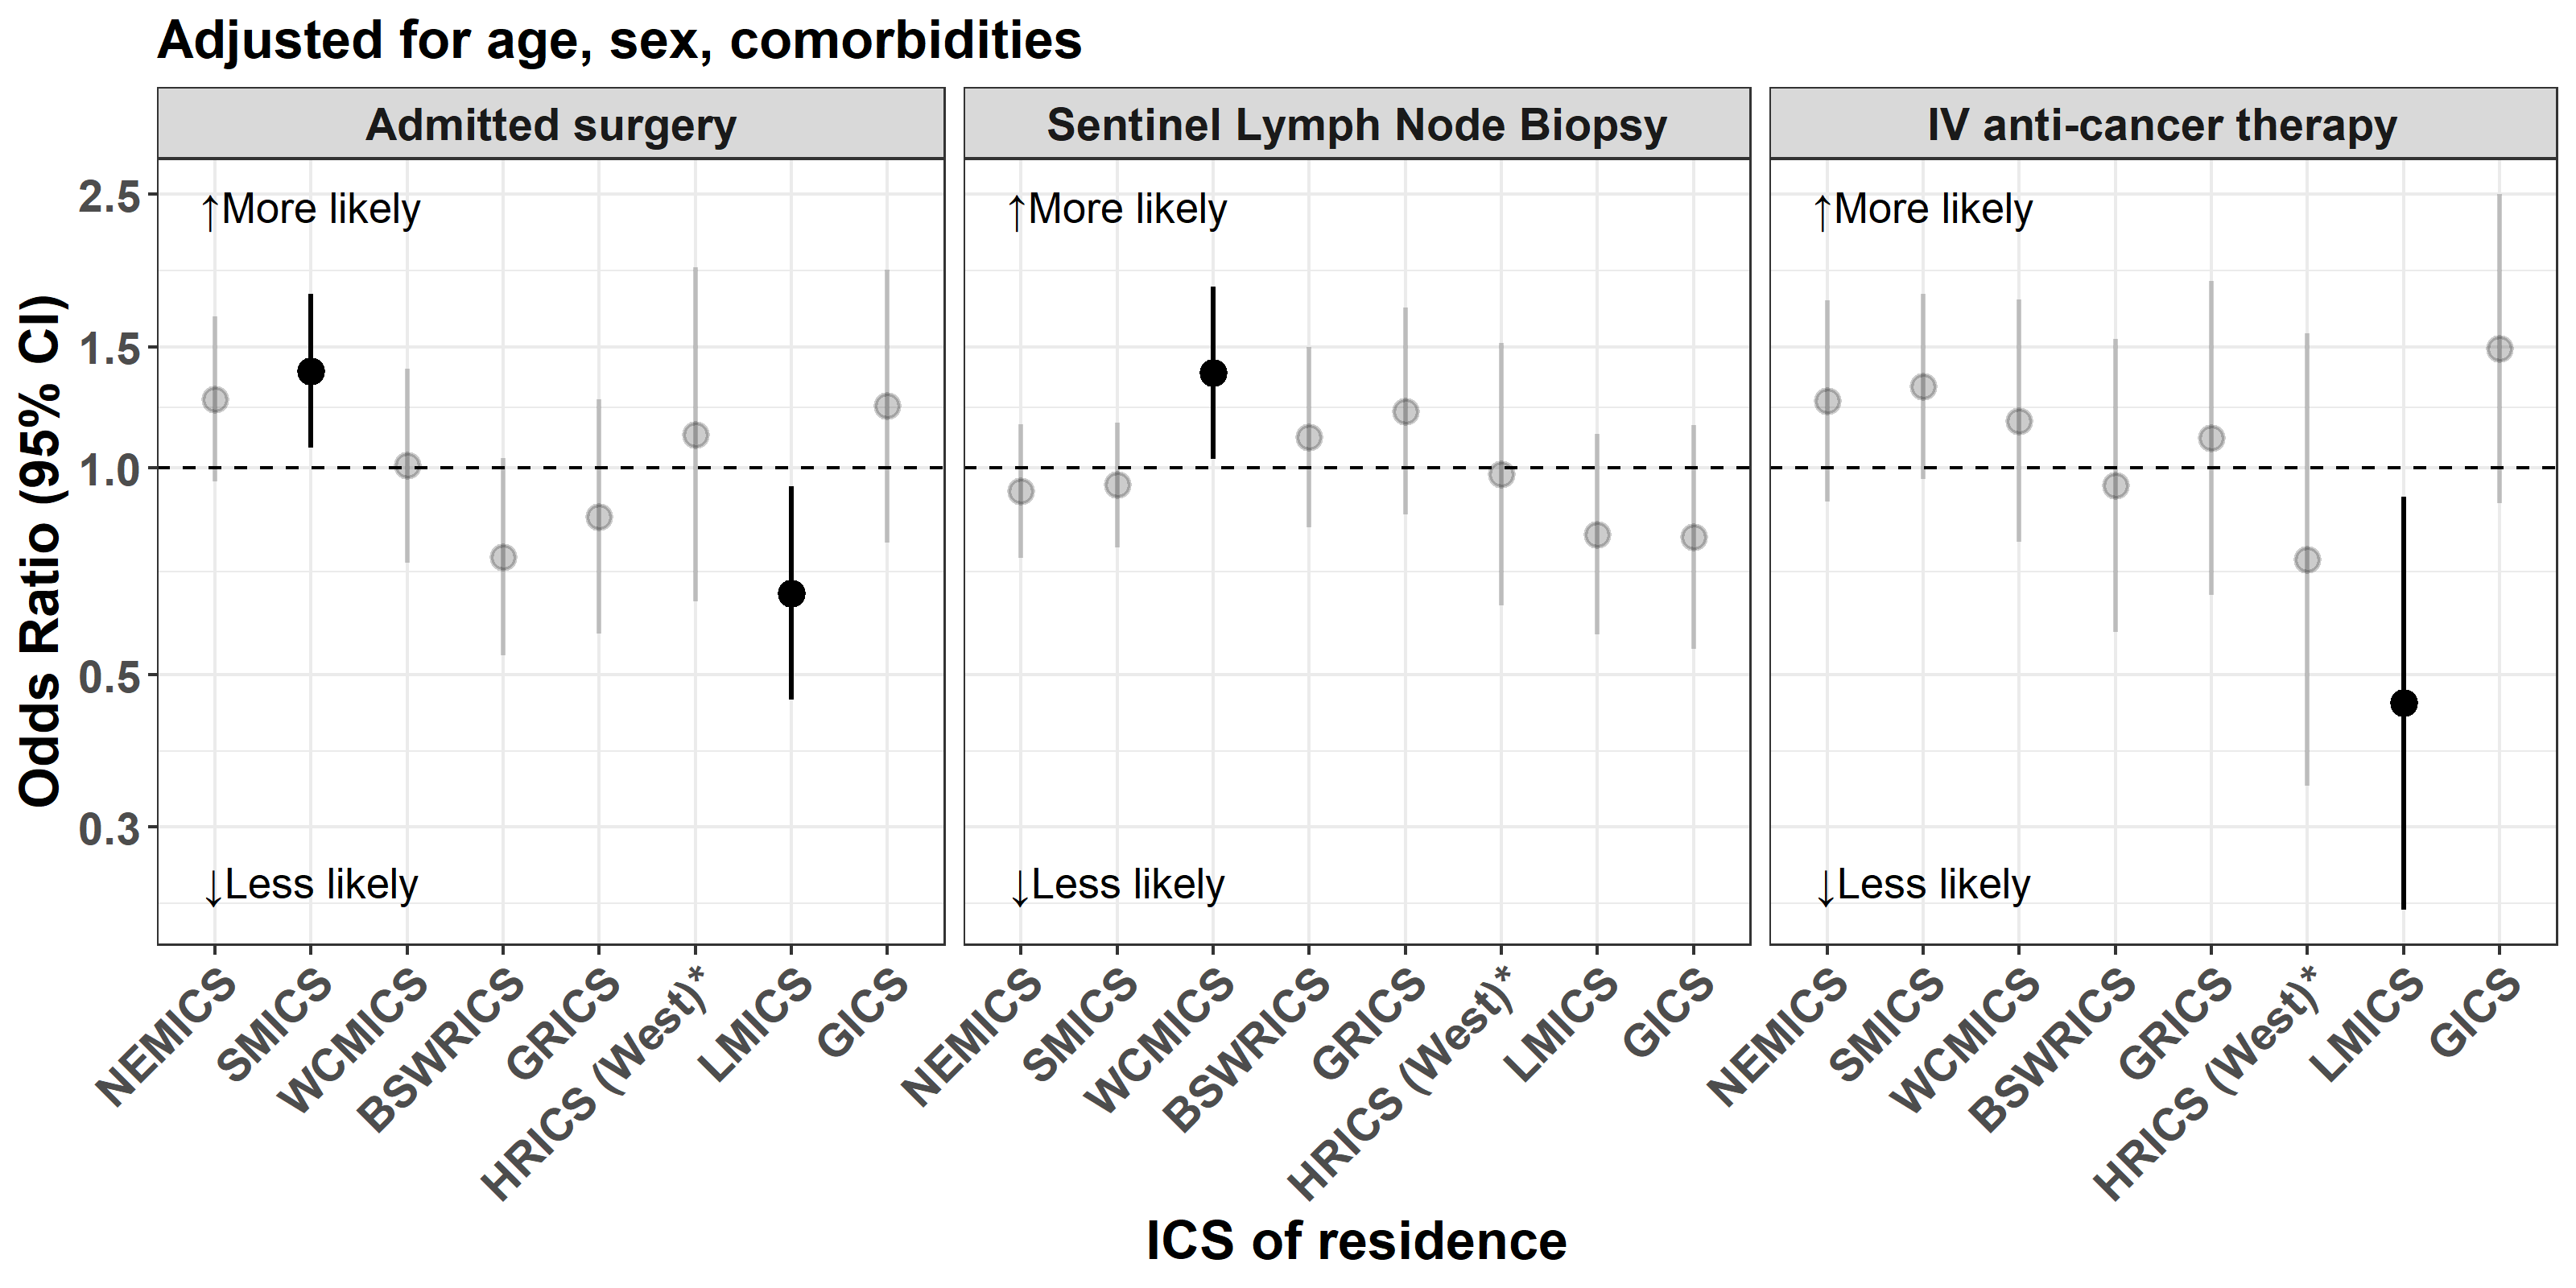 Adjusted for age, sex, comorbidities
Admitted surgery
Sentinel Lymph Node Biopsy
IV anti-cancer therapy
Odds Ratio (95% CI)
2.5
1.5
1.0
0.5
0.3
↑More likely
↓Less likely
↑More likely
↓Less likely
↑More likely
↓Less likely
NEMICS
SMICS
WCMICS
BSWRICS
GRICS
HRICS (West)*
LMICS
GICS
NEMICS
SMICS
WCMICS
BSWRICS
GRICS
HRICS (West)*
LMICS
GICS
NEMICS
SMICS
WCMICS
BSWRICS
GRICS
HRICS (West)*
LMICS
GICS
ICS of residence